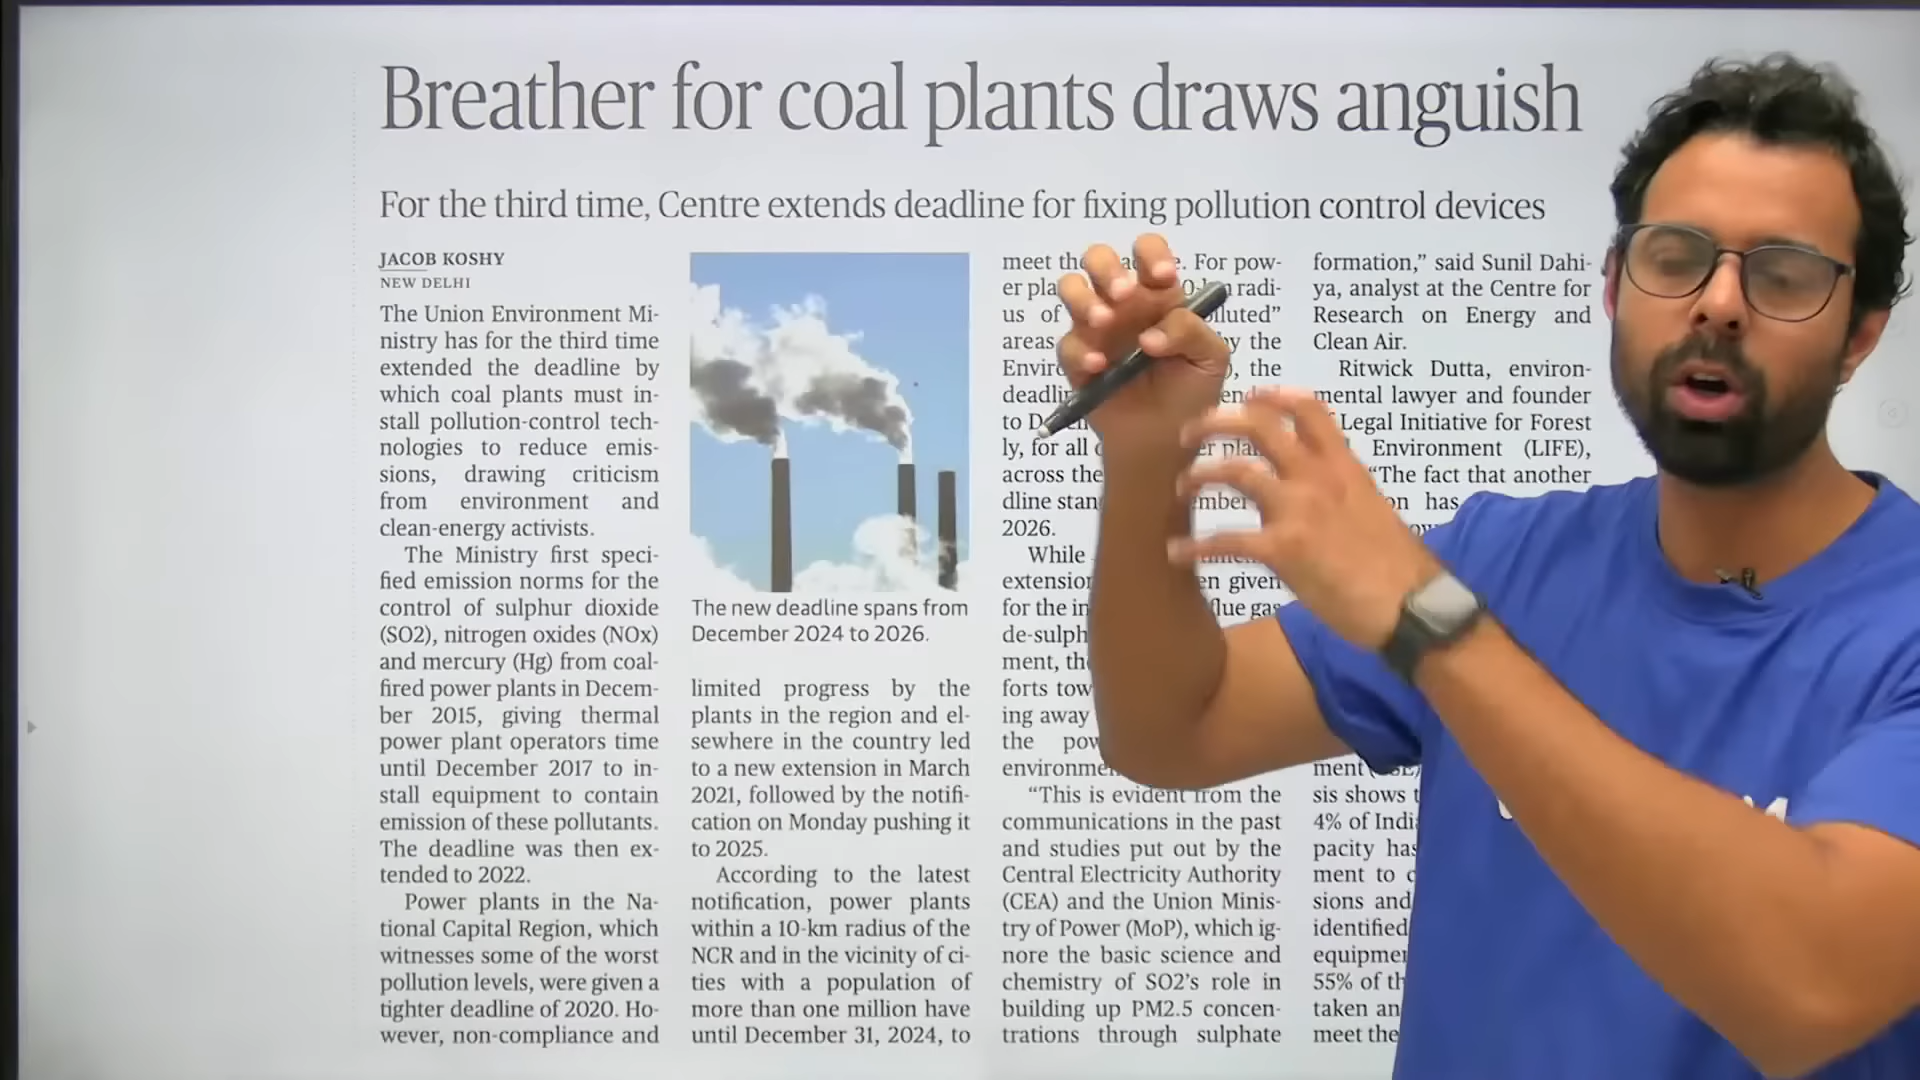 Breather for coal plants draws anguish
For the third time, Centre extends deadline for fixing pollution control devices
JACOB KOSHY
NEW DELHI
The Union Environment Mi-
nistry has for the third time
extended the deadline by
which coal plants must in-
stall pollution-control tech-
nologies to reduce emis-
sions, drawing criticism
from environment and
clean-energy activists.
The Ministry first speci-
fied emission norms for the
control of sulphur dioxide
(SO2), nitrogen oxides (NOx)
and mercury (Hg) from coal-
fired power plants in Decem-
ber 2015, giving thermal
power plant operators time
until December 2017 to in-
stall equipment to contain
emission of these pollutants.
The deadline was then ex-
tended to 2022.
Power plants in the Na-
tional Capital Region, which
witnesses some of the worst
pollution levels, were given a
tighter deadline of 2020. Ho-
wever, non-compliance and
The new deadline spans from
December 2024 to 2026.
limited progress by the
plants in the region and el-
sewhere in the country led
to a new extension in March
2021, followed by the notifi-
cation on Monday pushing it
to 2025.
According to the latest
notification, power plants
within a 10-km radius of the
NCR and in the vicinity of ci-
ties with a population of
more than one million have
until December 31, 2024, to
meet the . For pow-
er radi-
us of
areas by the
the
to
ly, for all
across the
dline
2026.
While
given
for the flue gas
de-sulph
ment,
forts
ing away
the
"This is evident from the
communications in the past
and studies put out by the
Central Electricity Authority
(CEA) and the Union Minis-
try of Power (MoP), which ig-
nore the basic science and
chemistry of SO2's role in
building up PM2.5 concen-
trations through sulphate
formation," said Sunil Dahi-
ya, analyst at the Centre for
Research on Energy and
Clean Air.
Ritwick Dutta, environ-
mental lawyer and founder
Legal Initiative for Forest
Environment (LIFE),
"The fact that another
has
sis shows
4% of
has
ment to
sions and
identified
55% of
taken
meet the